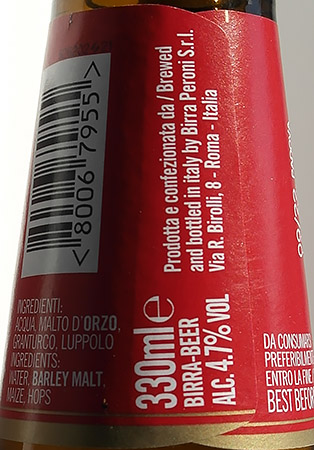 <80067955>
Prodotta e confezionata da / Brewed
and bottled in italy by Birra Peroni S.r.l.
Via R. Birolli, 8 - Roma - Italia
330ml e
BIRRA-BEER
ALC. 4.7% VOL
INGREDIENTI:
ACQUA, MALTO D'ORZO,
GRANTURCO, LUPPOLO
INGREDIENTS:
WATER, BARLEY MALT,
MAIZE, HOPS
DA CONSUMARSI
PREFERIBILMENTE
ENTRO LA FINE
BEST BEFORE